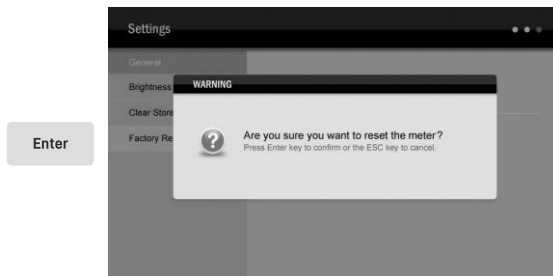 Settings
General
Brightness
WARNING
Clear Store
Factory Re
Are you sure you want to reset the meter?
Press Enter key to confirm or the ESC key to cancel.
Enter